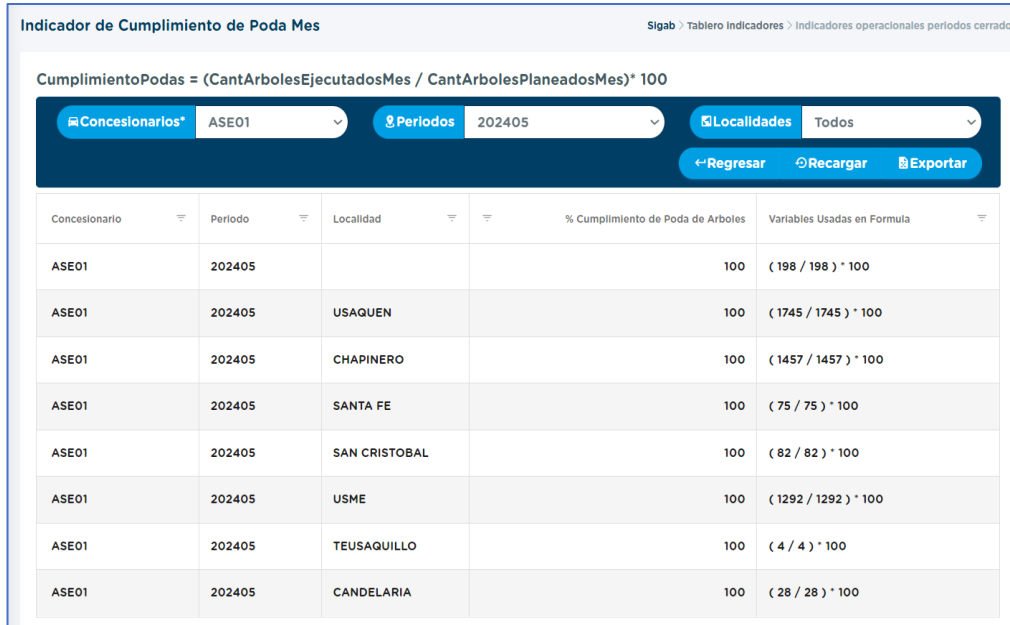 Indicador de Cumplimiento de Poda Mes
Sigab > Tablero indicadores > Indicadores operacionales periodos cerrado
CumplimientoPodas = (CantArbolesEjecutadosMes / CantArbolesPlaneadosMes)* 100
Concesionarios* ASE01 Periodos 202405 Localidades Todos
Regresar Recargar Exportar
Concesionario Periodo Localidad % Cumplimiento de Poda de Arboles Variables Usadas en Formula
ASE01 202405 100 ( 198 / 198 ) * 100
ASE01 202405 USAQUEN 100 ( 1745 / 1745 ) * 100
ASE01 202405 CHAPINERO 100 ( 1457 / 1457 ) * 100
ASE01 202405 SANTA FE 100 ( 75 / 75 ) * 100
ASE01 202405 SAN CRISTOBAL 100 ( 82 / 82 ) * 100
ASE01 202405 USME 100 ( 1292 / 1292 ) * 100
ASE01 202405 TEUSAQUILLO 100 ( 4 / 4 ) * 100
ASE01 202405 CANDELARIA 100 ( 28 / 28 ) * 100